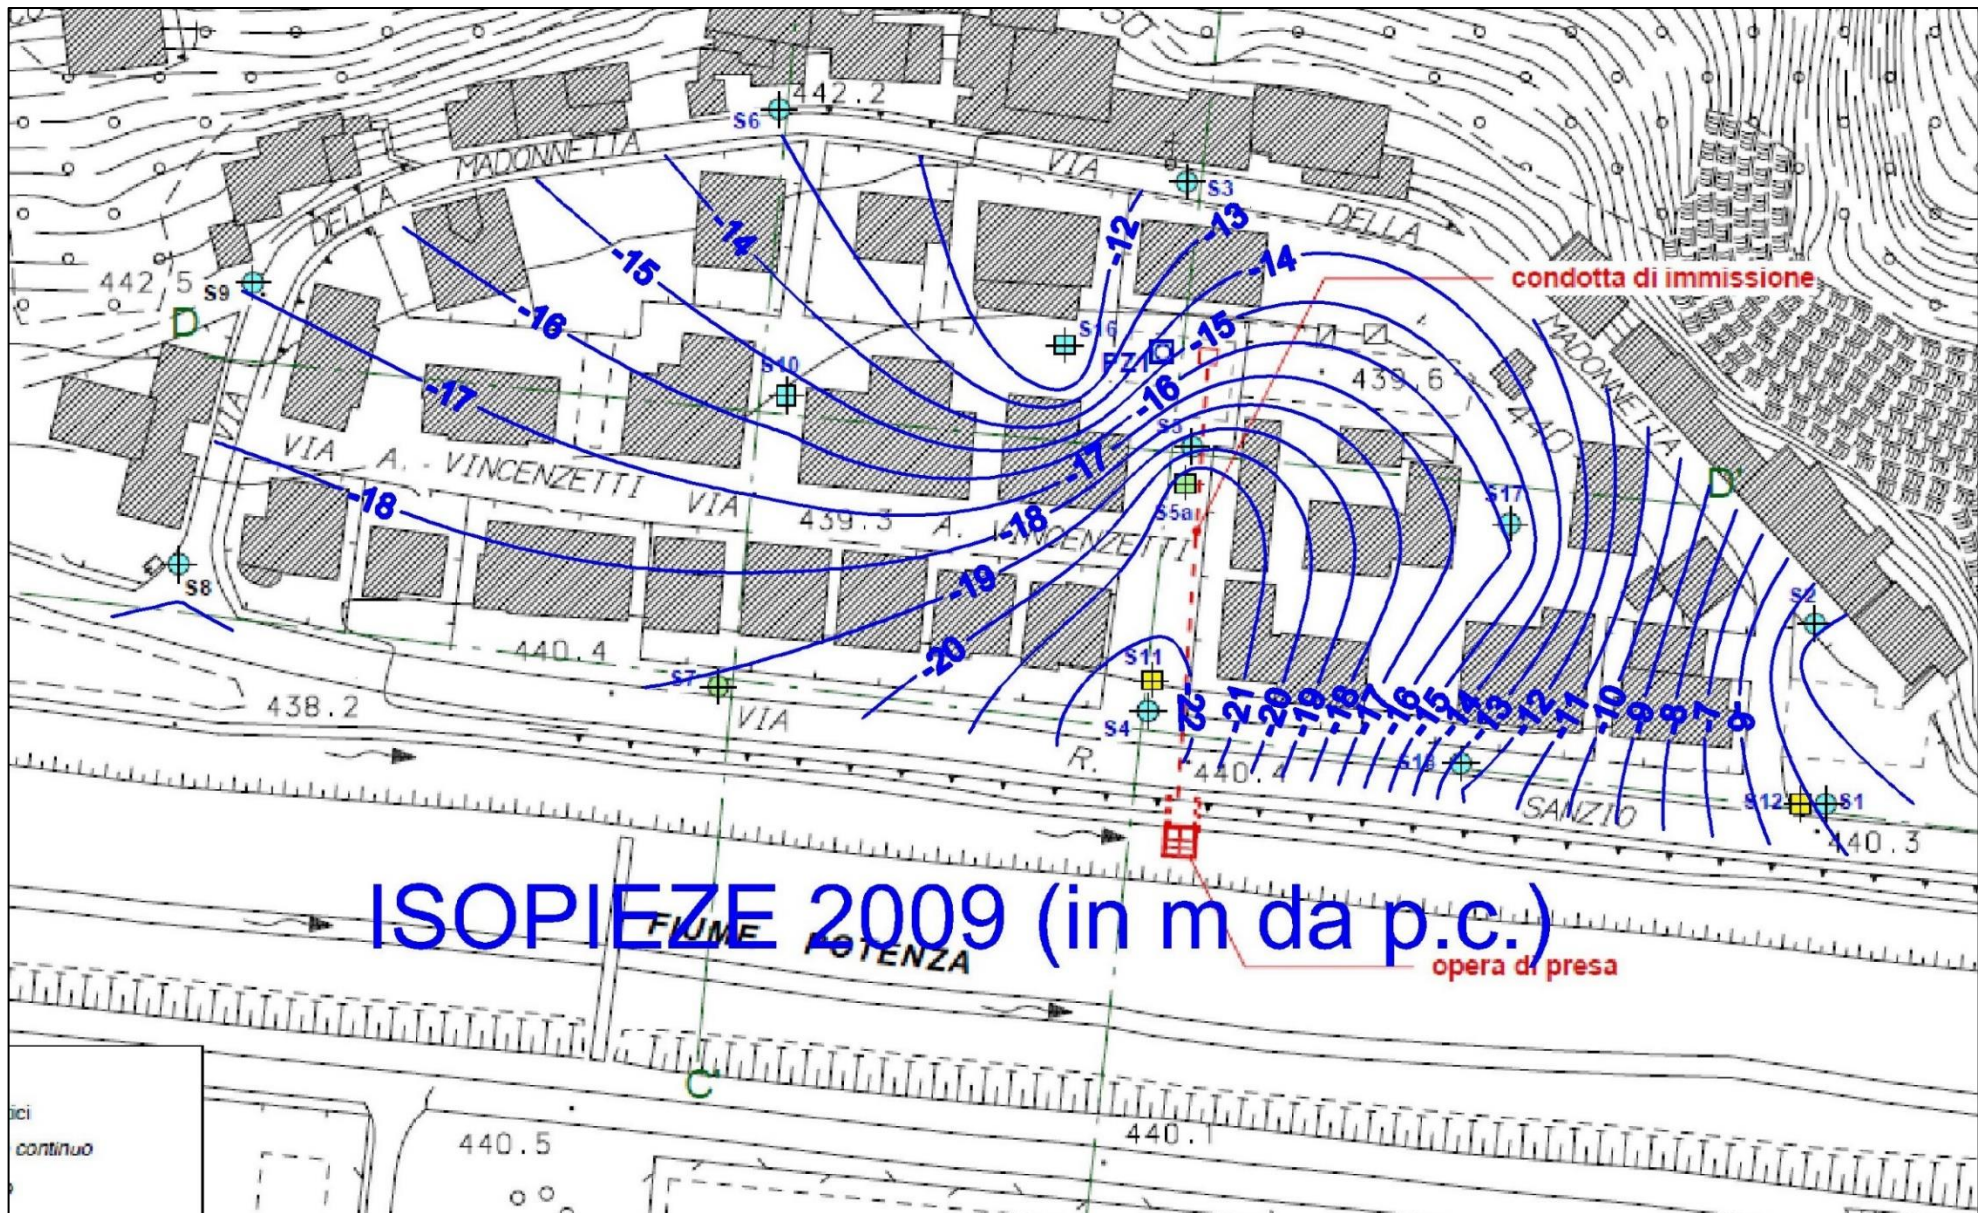 442.2
S6
MADONNETTA
VIA
S3
DELLA
DELLA
-13
-12
-14
-14
-15
condotta di immissione
442.5
S9
D
-16
-15
S16
PZ1
MADONNETTA
S10
439.6
-16
-17
440
VIA
S5
VIA A. VINCENZETTI VIA
-17
D'
-18
S17
439.3
A. VINCENZETTI
-18
S5a
S8
-19
S2
440.4
-20
S11
S7
438.2
VIA
S4
-22
-21
-20
-19
-18
-17
-16
-15
-14
-13
-12
-11
-10
-9
-8
-7
-6
R.
440.4
S18
SANZIO
S12
S1
440.3
ISOPIEZE 2009 (in m da p.c.)
FIUME POTENZA
opera di presa
C'
ici
continuo
440.5
440.1